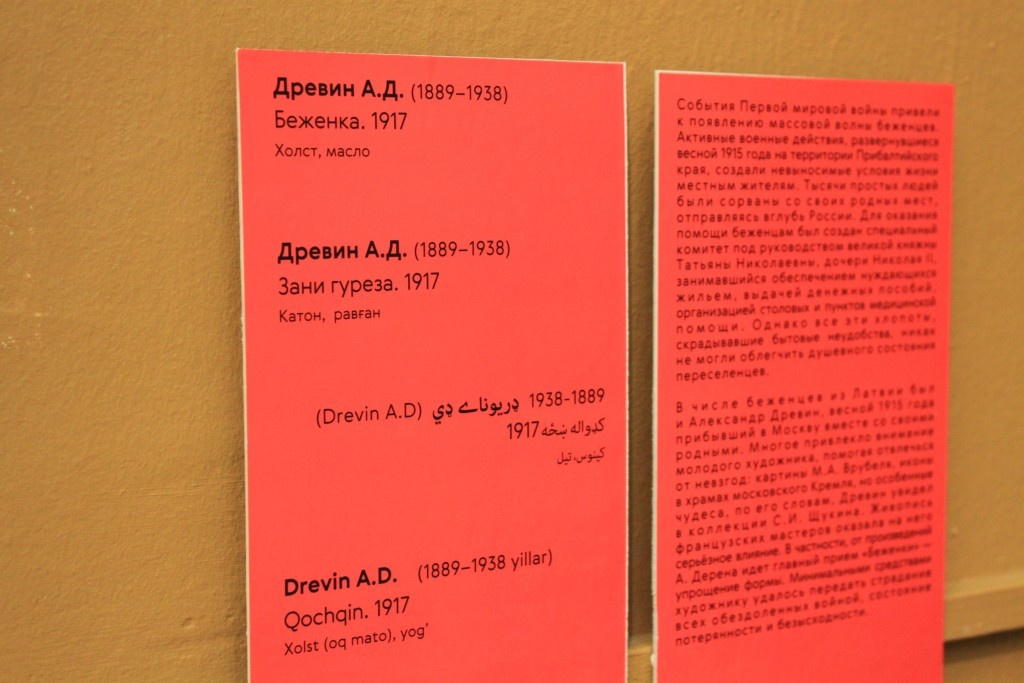 Древин А.Д. (1889–1938)
Беженка. 1917
Холст, масло
Древин А.Д. (1889–1938)
Зани гуреза. 1917
Катон, равған
(Drevin A.D) ډریوناے ډي 1938-1889
کډواله ښځه 1917
کینوس، تیل
Drevin A.D. (1889–1938 yillar)
Qochqin. 1917
Xolst (oq mato), yog‘
События Первой мировой войны привели
к появлению массовой волны беженцев.
Активные военные действия, развернувшиеся
весной 1915 года на территории Прибалтийского
края, создали невыносимые условия жизни
местным жителям. Тысячи простых людей
были сорваны со своих родных мест,
отправляясь вглубь России. Для оказания
помощи беженцам был создан специальный
комитет под руководством великой княжны
Татьяны Николаевны, дочери Николая II,
занимавшийся обеспечением нуждающихся
жильем, выдачей денежных пособий,
организацией столовых и пунктов медицинской
помощи. Однако все эти хлопоты,
скрадывавшие бытовые неудобства, никак
не могли облегчить душевного состояния
переселенцев.
В числе беженцев из Латвии был
и Александр Древин, весной 1915 года
прибывший в Москву вместе со своими
родными. Многое привлекло внимание
молодого художника, помогая отвлечься
от невзгод: картины М.А. Врубеля, иконы
в храмах московского Кремля, но особенные
чудеса, по его словам, Древин увидел
в коллекции С.И. Щукина. Живопись
французских мастеров оказала на него
серьёзное влияние. В частности, от произведений
А. Дерена идет главный прием «Беженки» —
упрощение формы. Минимальными средствами
художнику удалось передать страдания
всех обездоленных войной, состояние
потерянности и безысходности.